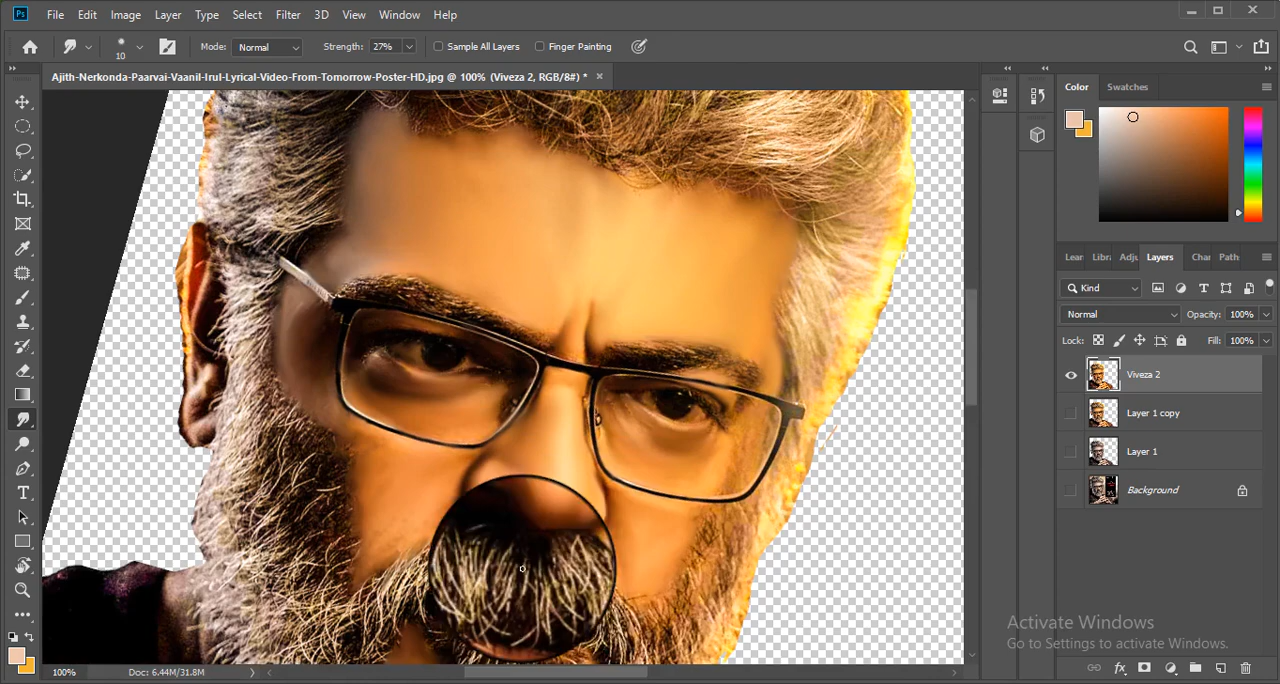 Ps File Edit Image Layer Type Select Filter 3D View Window Help
10 Mode: Normal Strength: 27% Sample All Layers Finger Painting
Ajith-Nerkonda-Paarvai-Vaanil-Irul-Lyrical-Video-From-Tomorrow-Poster-HD.jpg @ 100% (Viveza 2, RGB/8#) * ×
Color Swatches
Lear Libra Adju Layers Char Path
Kind
Normal Opacity: 100%
Lock: Fill: 100%
Viveza 2
Layer 1 copy
Layer 1
Background
Activate Windows
Go to Settings to activate Windows.
100% Doc: 6.44M/31.8M